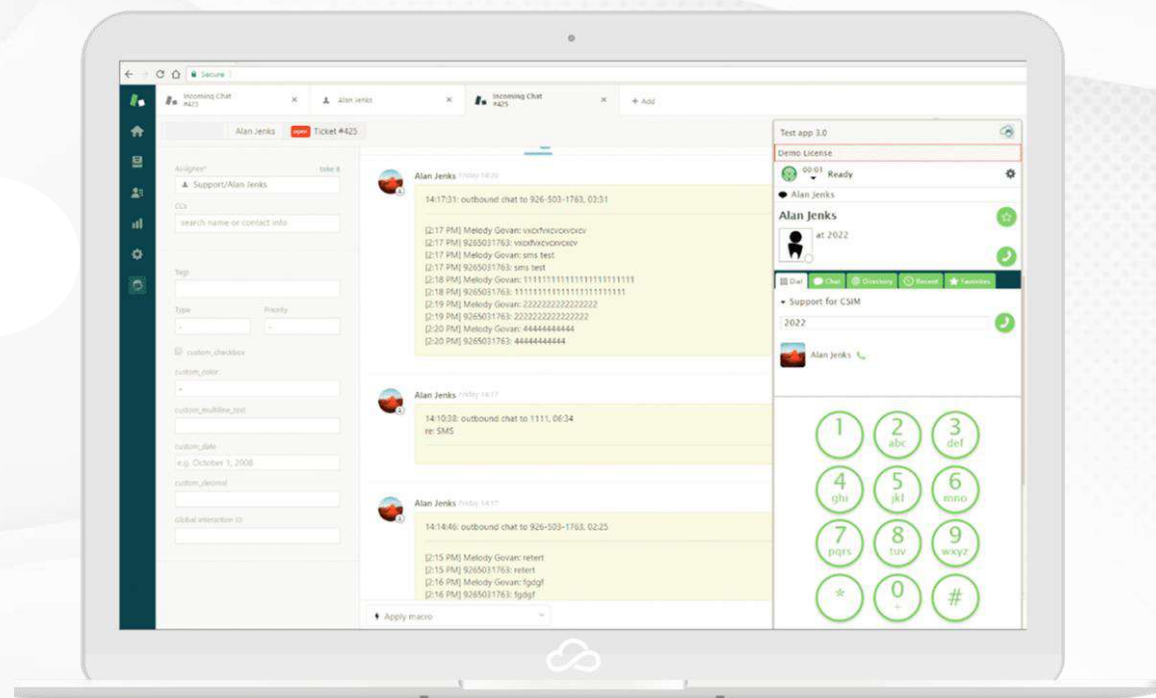 Secure
Incoming Chat
#423
Alan Jenks
Incoming Chat
#425
+ Add
Alan Jenks
open Ticket #425
Assignee*
take it
Support/Alan Jenks
CCs
search name or contact info
Tags
Type
Priority
-
-
custom_checkbox
custom_color
-
custom_multiline_text
custom_date
e.g. October 1, 2008
custom_decimal
Global interaction ID
Alan Jenks Friday 14:20
14:17:31: outbound chat to 926-503-1763, 03:31
[2:17 PM] Melody Govan:
[2:17 PM] 9265031763:
[2:17 PM] Melody Govan: sms test
[2:17 PM] 9265031763: sms test
[2:18 PM] Melody Govan:
[2:18 PM] 9265031763:
[2:19 PM] Melody Govan: 2222222222222222
[2:19 PM] 9265031763: 2222222222222222
[2:20 PM] Melody Govan: 44444444444
[2:20 PM] 9265031763: 44444444444
Alan Jenks Friday 14:17
14:10:38: outbound chat to 1111, 06:34
re: SMS
Alan Jenks Friday 14:17
14:14:46: outbound chat to 926-503-1763, 02:25
[2:15 PM] Melody Govan: retert
[2:15 PM] 9265031763: retert
[2:16 PM] Melody Govan: fgdgf
[2:16 PM] 9265031763: fgdgf
Apply macro
Test app 3.0
Demo License
00:01 Ready
Alan Jenks
Alan Jenks
at 2022
Dial Chat Directory Recent Favorites
Support for CSIM
2022
Alan Jenks
1
2 abc
3 def
4 ghi
5 jkl
6 mno
7 pqrs
8 tuv
9 wxyz
*
0 +
#